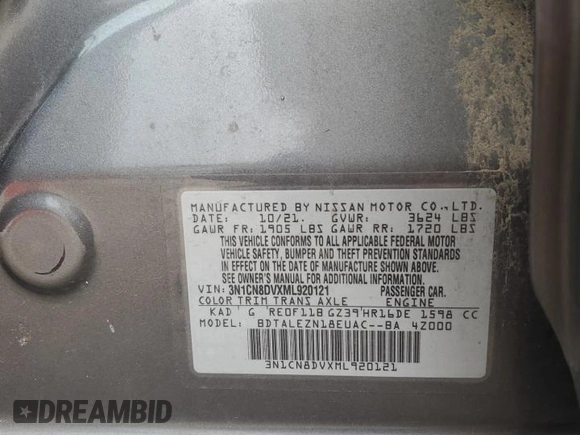 MANUFACTURED BY NISSAN MOTOR CO.,LTD.
DATE: 10/21. GVWR: 3624 LBS
GAWR FR: 1905 LBS GAWR RR: 1720 LBS
THIS VEHICLE CONFORMS TO ALL APPLICABLE FEDERAL MOTOR
VEHICLE SAFETY, BUMPER AND THEFT PREVENTION STANDARDS
IN EFFECT ON THE DATE OF MANUFACTURE SHOWN ABOVE.
SEE OWNER'S MANUAL FOR ADDITIONAL INFORMATION.
VIN: 3N1CN8DVXML920121 PASSENGER CAR.
COLOR TRIM TRANS AXLE ENGINE
KAD G RE0F11B GZ39 HR16DE 1598 CC
MODEL: BDTALEZN18EUAC--BA 4Z000
3N1CN8DVXML920121
DREAMBID